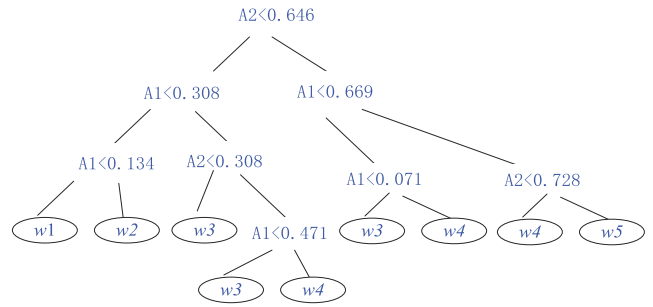 A2<0.646
A1<0.308 A1<0.669
A1<0.134 A2<0.308 A1<0.071 A2<0.728
w1 w2 w3 A1<0.471 w3 w4 w4 w5
w3 w4